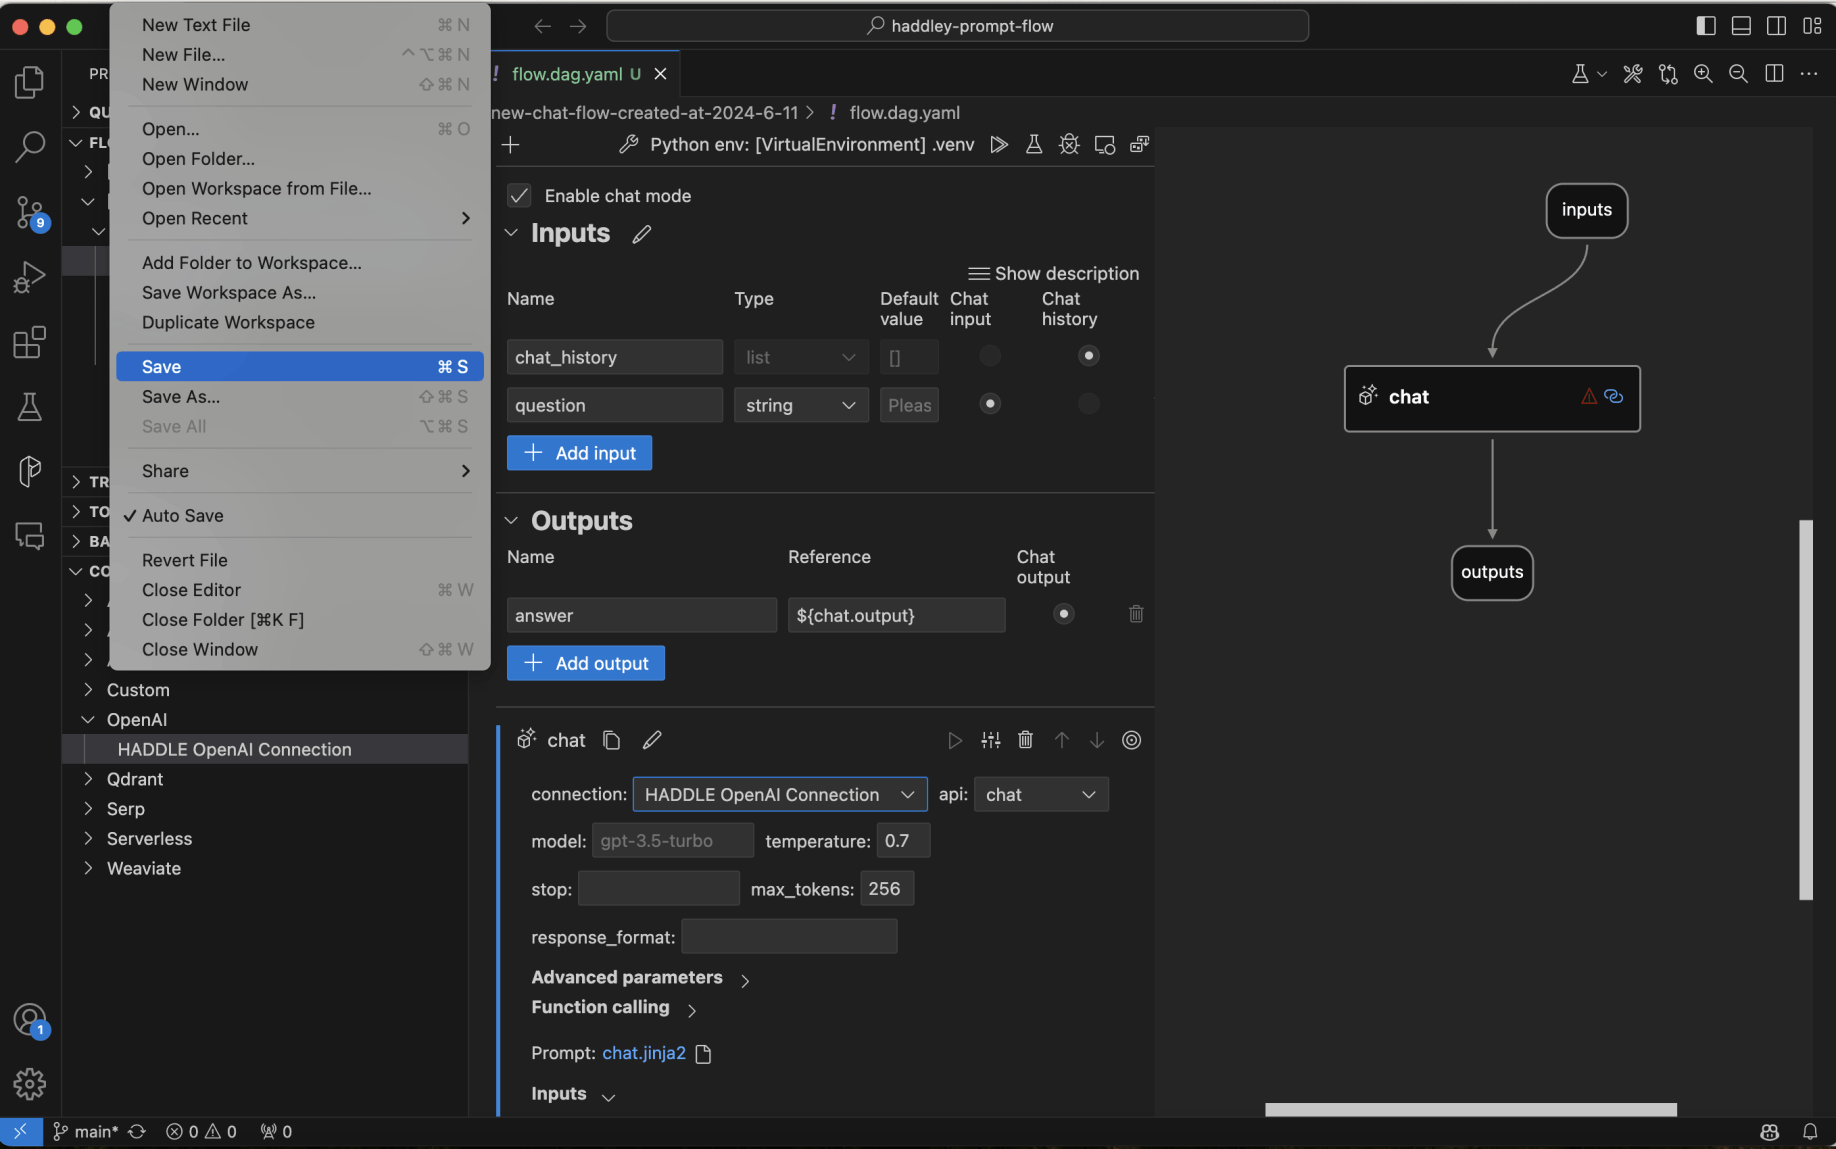 haddley-prompt-flow
New Text File ⌘ N
New File... ^⌥⌘ N
New Window ⇧⌘ N
Open... ⌘ O
Open Folder...
Open Workspace from File...
Open Recent
Add Folder to Workspace...
Save Workspace As...
Duplicate Workspace
Save ⌘ S
Save As... ⇧⌘ S
Save All ⌥⌘ S
Share
✓ Auto Save
Revert File
Close Editor ⌘ W
Close Folder [⌘K F]
Close Window ⇧⌘ W
PR
QU
FL
TR
TO
BA
CO
Custom
OpenAI
HADDLE OpenAI Connection
Qdrant
Serp
Serverless
Weaviate
9
1
! flow.dag.yaml U
new-chat-flow-created-at-2024-6-11 > ! flow.dag.yaml
Python env: [VirtualEnvironment] .venv
Enable chat mode
Inputs
Show description
Name Type Default value Chat input Chat history
chat_history list []
question string Pleas
+ Add input
Outputs
Name Reference Chat output
answer ${chat.output}
+ Add output
chat
connection: HADDLE OpenAI Connection api: chat
model: gpt-3.5-turbo temperature: 0.7
stop: max_tokens: 256
response_format:
Advanced parameters
Function calling
Prompt: chat.jinja2
Inputs
inputs
chat
outputs
main* 0 0 0